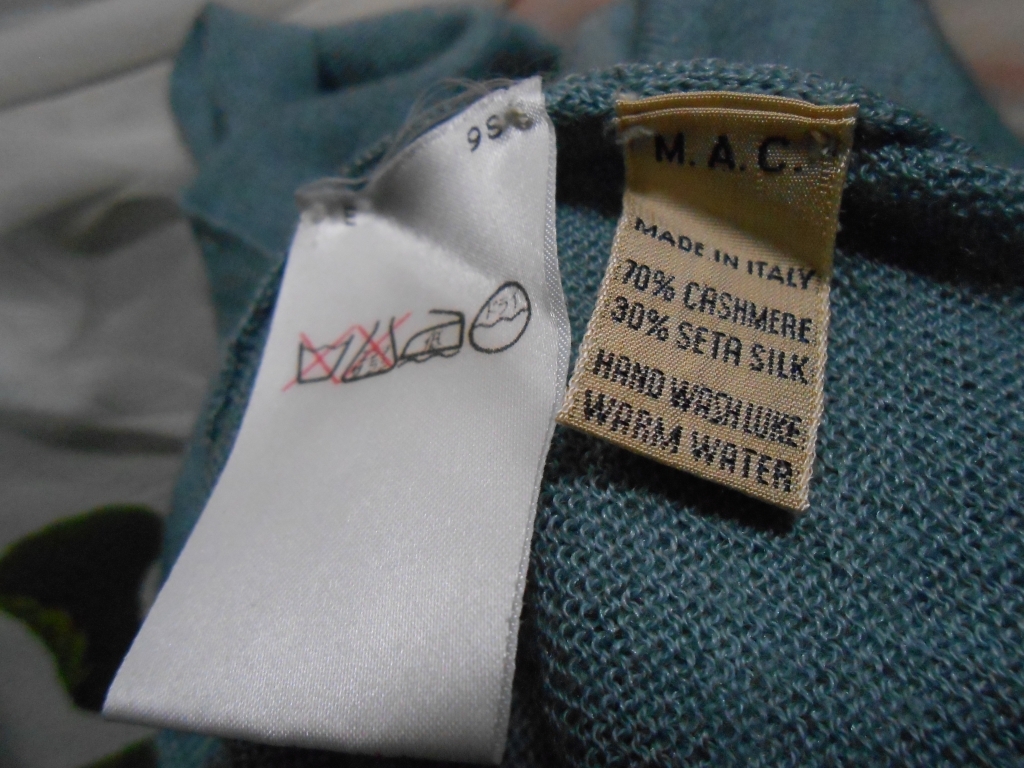 M. A. C.
MADE IN ITALY
70% CASHMERE
30% SETA SILK
HAND WASH LUKE
WARM WATER